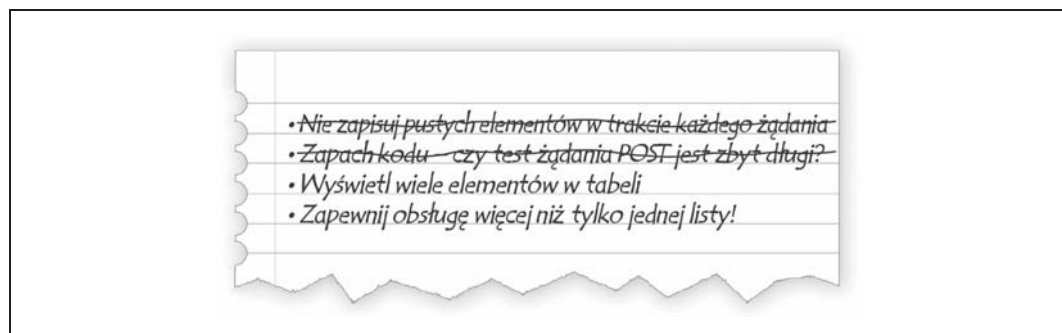 • Nie zapisuj pustych elementów w trakcie każdego żądania
• Zapach kodu — czy test żądania POST jest zbyt długi?
• Wyświetl wiele elementów w tabeli
• Zapewnij obsługę więcej niż tylko jednej listy!